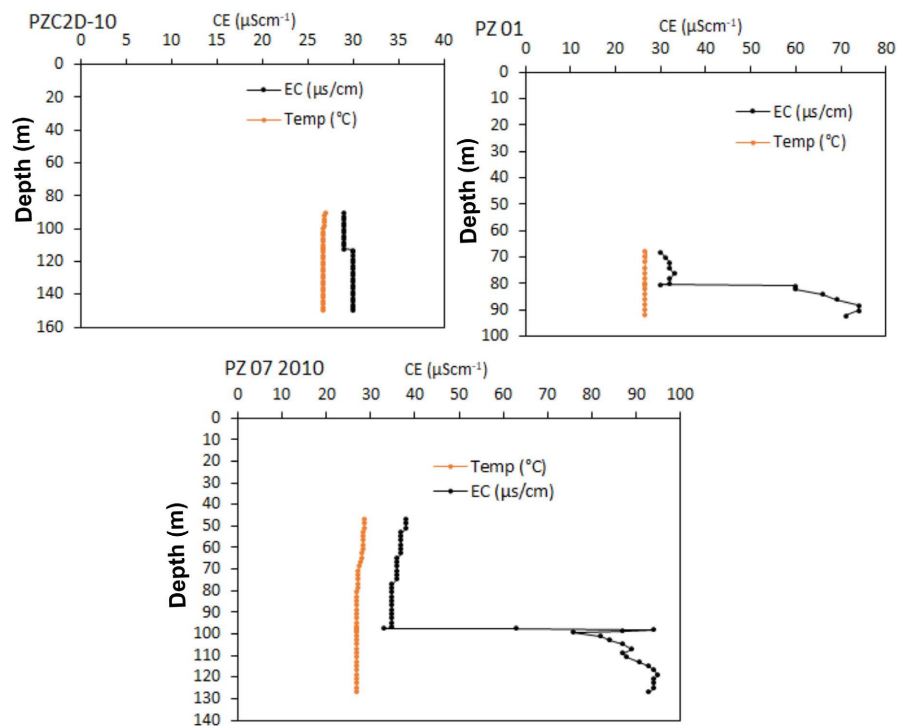 PZC2D-10
CE (µScm⁻¹)
0 5 10 15 20 25 30 35 40
0
20
40
60
80
100
120
140
160
Depth (m)
EC (µs/cm)
Temp (°C)
PZ 01
CE (µScm⁻¹)
0 10 20 30 40 50 60 70 80
0
10
20
30
40
50
60
70
80
90
100
Depth (m)
EC (µs/cm)
Temp (°C)
PZ 07 2010
CE (µScm⁻¹)
0 10 20 30 40 50 60 70 80 90 100
0
10
20
30
40
50
60
70
80
90
100
110
120
130
140
Depth (m)
Temp (°C)
EC (µs/cm)